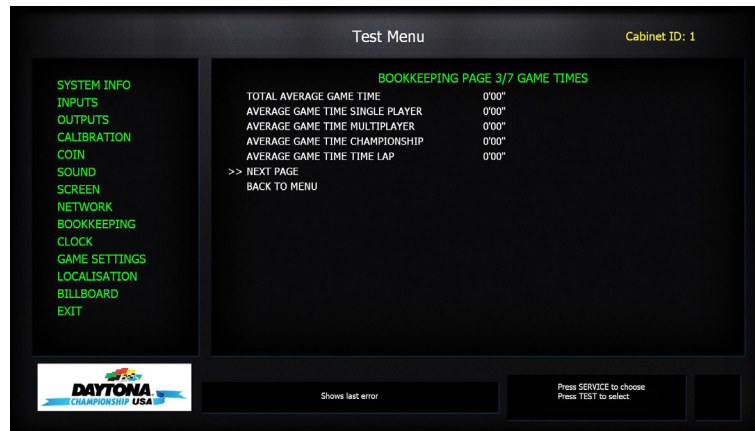 Test Menu
Cabinet ID: 1
SYSTEM INFO
INPUTS
OUTPUTS
CALIBRATION
COIN
SOUND
SCREEN
NETWORK
BOOKKEEPING
CLOCK
GAME SETTINGS
LOCALISATION
BILLBOARD
EXIT
BOOKKEEPING PAGE 3/7 GAME TIMES
TOTAL AVERAGE GAME TIME 0'00"
AVERAGE GAME TIME SINGLE PLAYER 0'00"
AVERAGE GAME TIME MULTIPLAYER 0'00"
AVERAGE GAME TIME CHAMPIONSHIP 0'00"
AVERAGE GAME TIME TIME LAP 0'00"
>> NEXT PAGE
BACK TO MENU
DAYTONA
CHAMPIONSHIP USA
Shows last error
Press SERVICE to choose
Press TEST to select